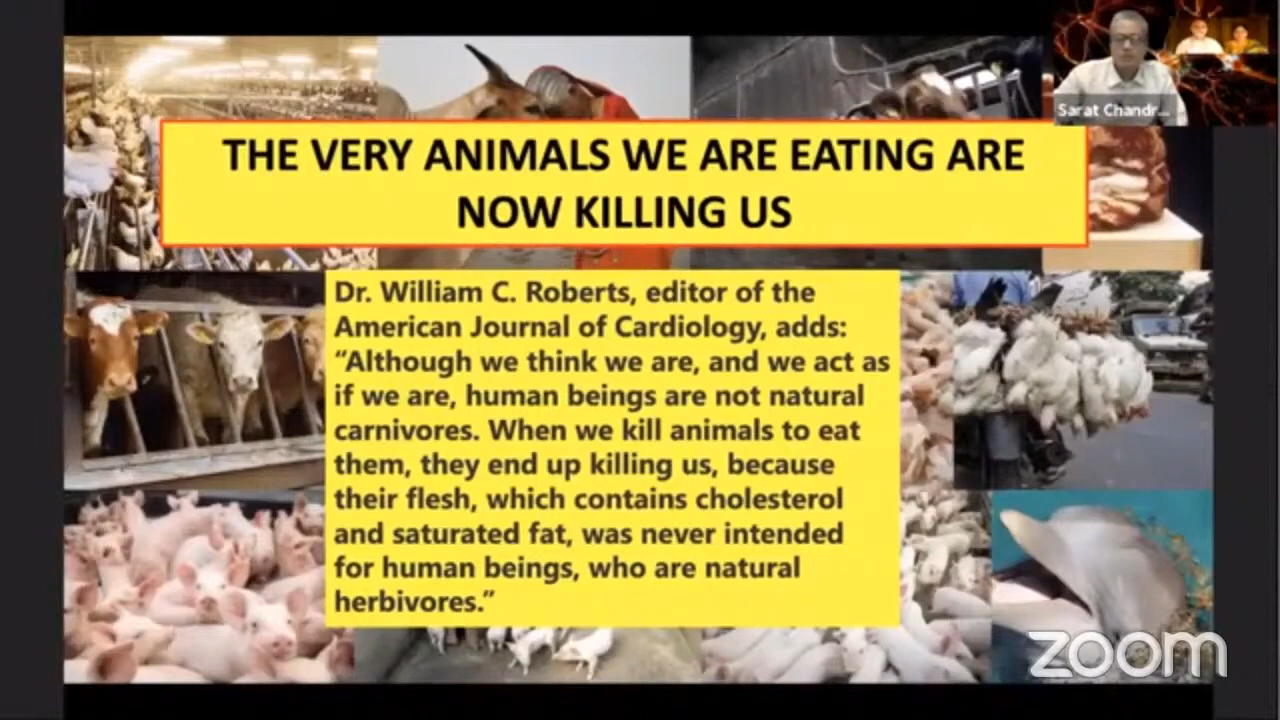 THE VERY ANIMALS WE ARE EATING ARE
NOW KILLING US
Sarat Chandr...
Dr. William C. Roberts, editor of the
American Journal of Cardiology, adds:
“Although we think we are, and we act as
if we are, human beings are not natural
carnivores. When we kill animals to eat
them, they end up killing us, because
their flesh, which contains cholesterol
and saturated fat, was never intended
for human beings, who are natural
herbivores.”
zoom